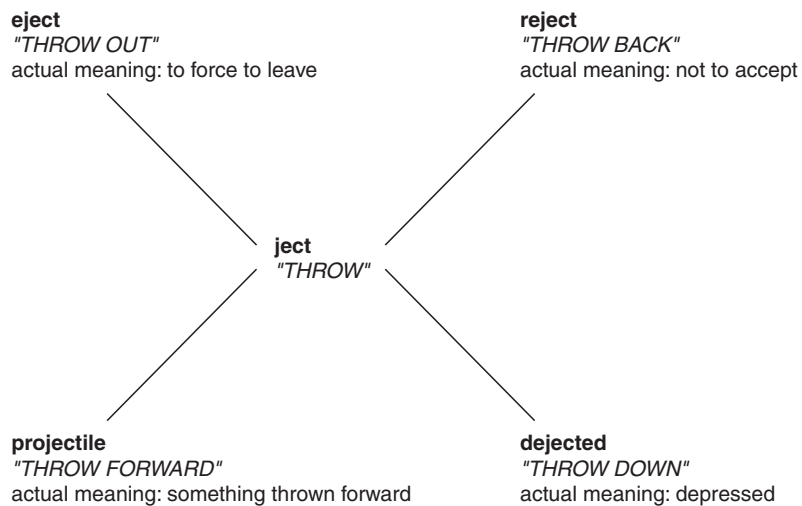 eject
"THROW OUT"
actual meaning: to force to leave
reject
"THROW BACK"
actual meaning: not to accept
ject
"THROW"
projectile
"THROW FORWARD"
actual meaning: something thrown forward
dejected
"THROW DOWN"
actual meaning: depressed